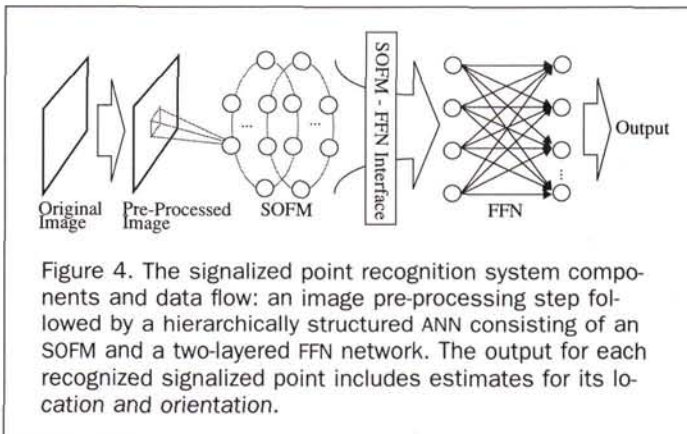 SOFM - FFN Interface
Output
Original
Image
Pre-Processed
Image
SOFM
FFN
Figure 4. The signalized point recognition system compo-
nents and data flow: an image pre-processing step fol-
lowed by a hierarchically structured ANN consisting of an
SOFM and a two-layered FFN network. The output for each
recognized signalized point includes estimates for its lo-
cation and orientation.